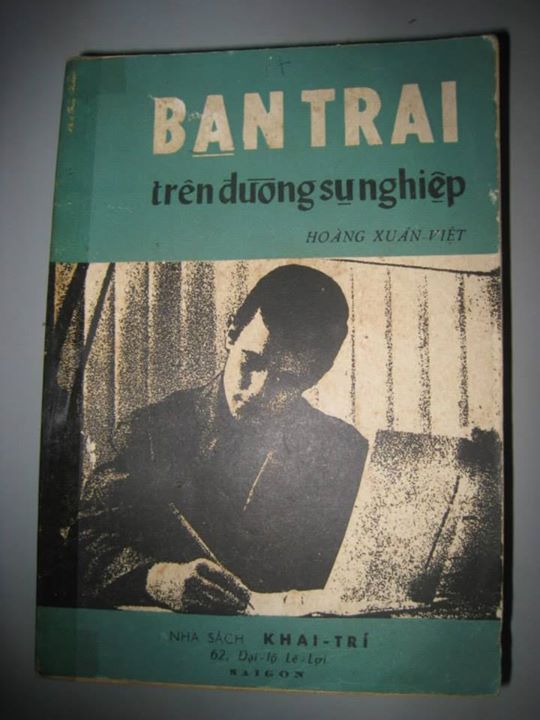 BẠN TRAI
trên đường sự nghiệp
HOÀNG XUÂN-VIỆT
NHÀ SÁCH KHAI-TRÍ
62, Đại-lộ Lê-Lợi
SAIGON